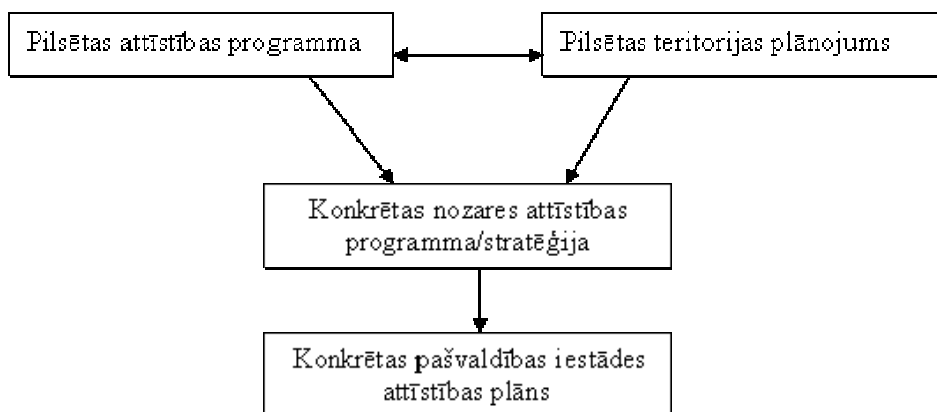 Pilsētas attīstības programma
Pilsētas teritorijas plānojums
Konkrētas nozares attīstības
programma/stratēģija
Konkrētas pašvaldības iestādes
attīstības plāns